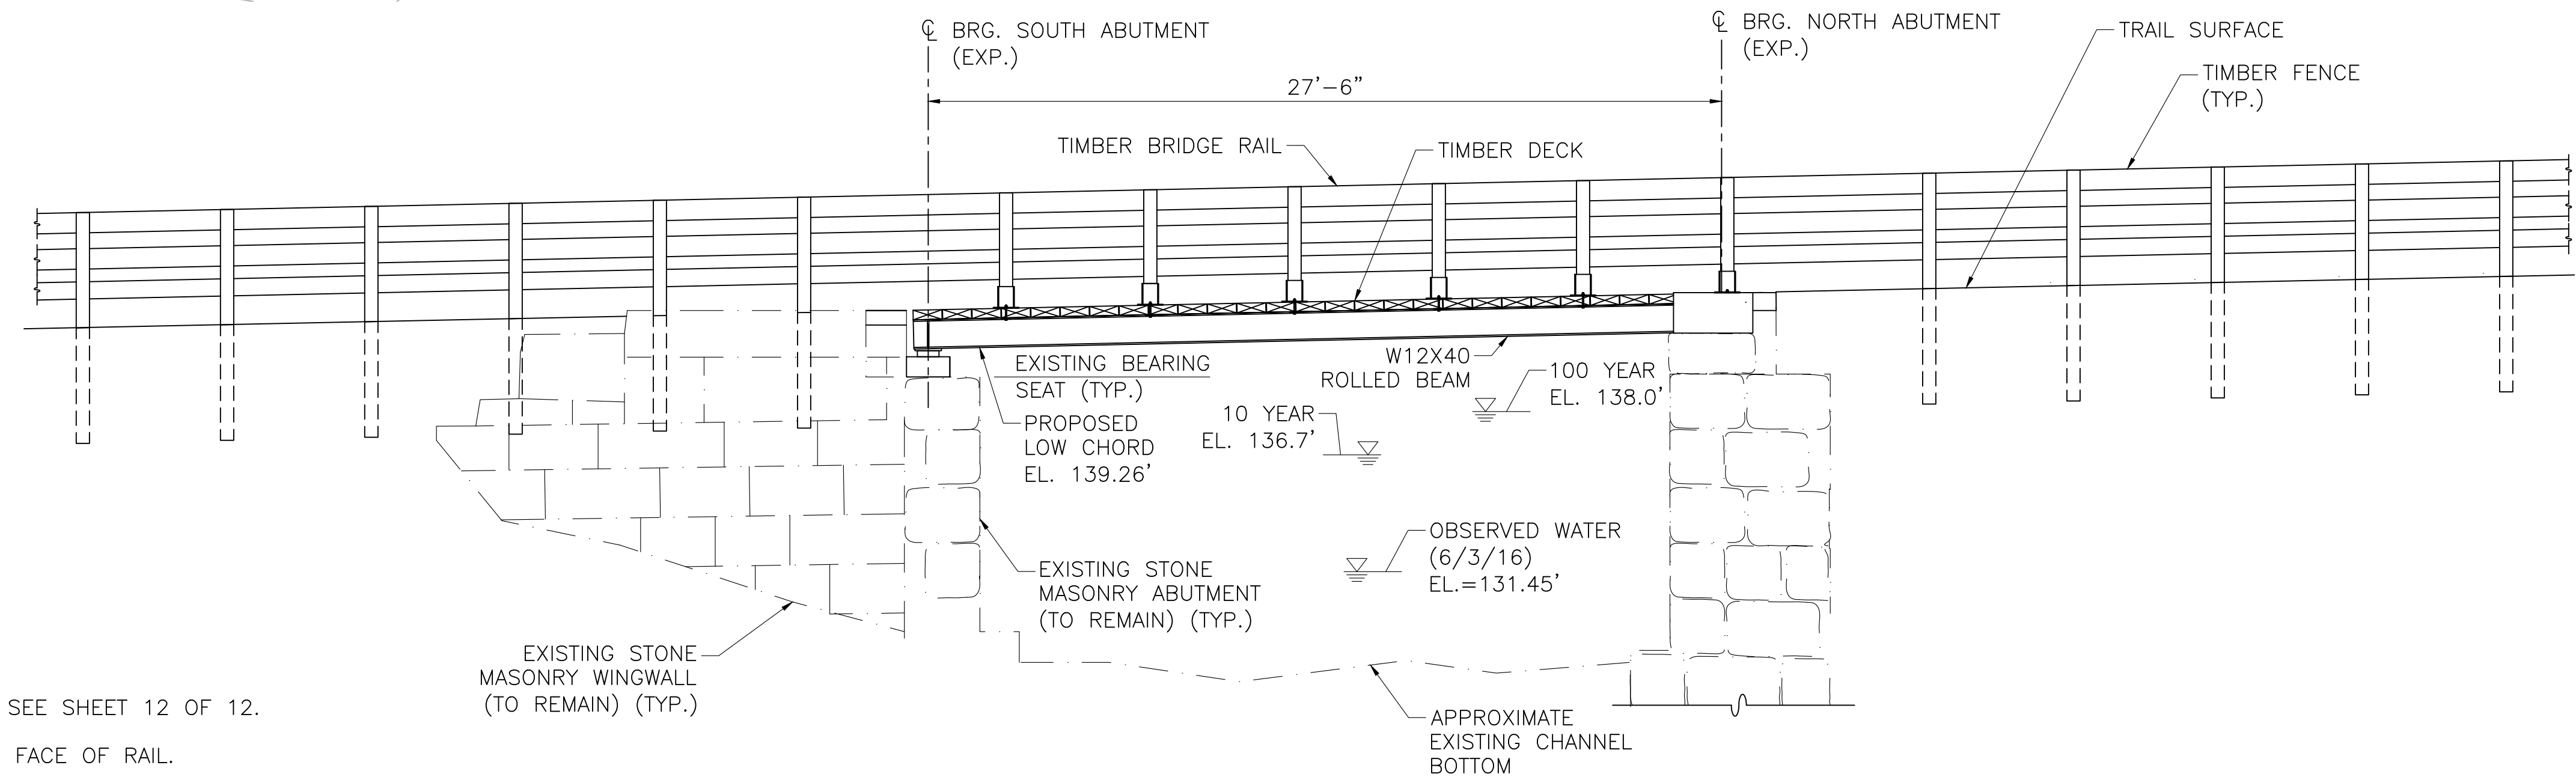 ℄ BRG. SOUTH ABUTMENT
(EXP.)
℄ BRG. NORTH ABUTMENT
(EXP.)
TRAIL SURFACE
TIMBER FENCE
(TYP.)
27'-6"
TIMBER BRIDGE RAIL
TIMBER DECK
EXISTING BEARING
SEAT (TYP.)
W12X40
ROLLED BEAM
100 YEAR
EL. 138.0'
10 YEAR
EL. 136.7'
PROPOSED
LOW CHORD
EL. 139.26'
OBSERVED WATER
(6/3/16)
EL.=131.45'
EXISTING STONE
MASONRY ABUTMENT
(TO REMAIN) (TYP.)
EXISTING STONE
MASONRY WINGWALL
(TO REMAIN) (TYP.)
APPROXIMATE
EXISTING CHANNEL
BOTTOM
SEE SHEET 12 OF 12.
FACE OF RAIL.